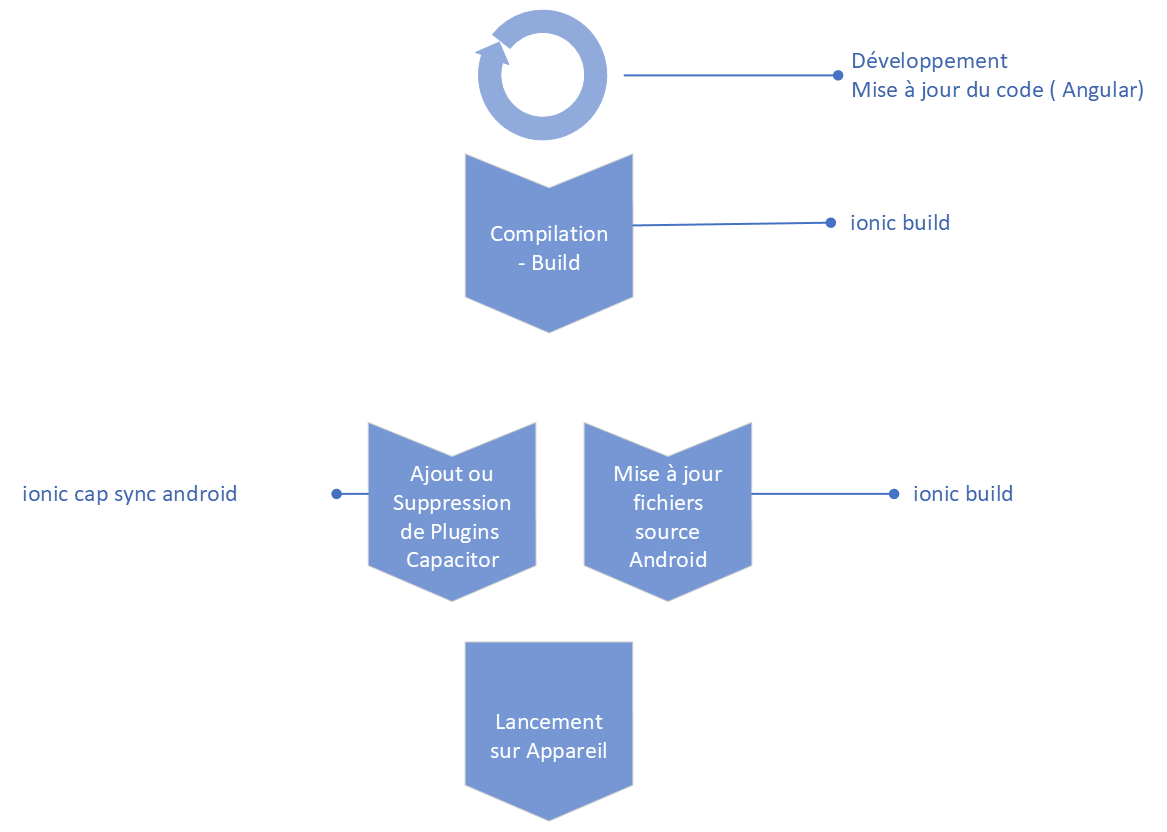 Développement
Mise à jour du code ( Angular)
Compilation
- Build
ionic build
ionic cap sync android
Ajout ou
Suppression
de Plugins
Capacitor
Mise à jour
fichiers
source
Android
ionic build
Lancement
sur Appareil